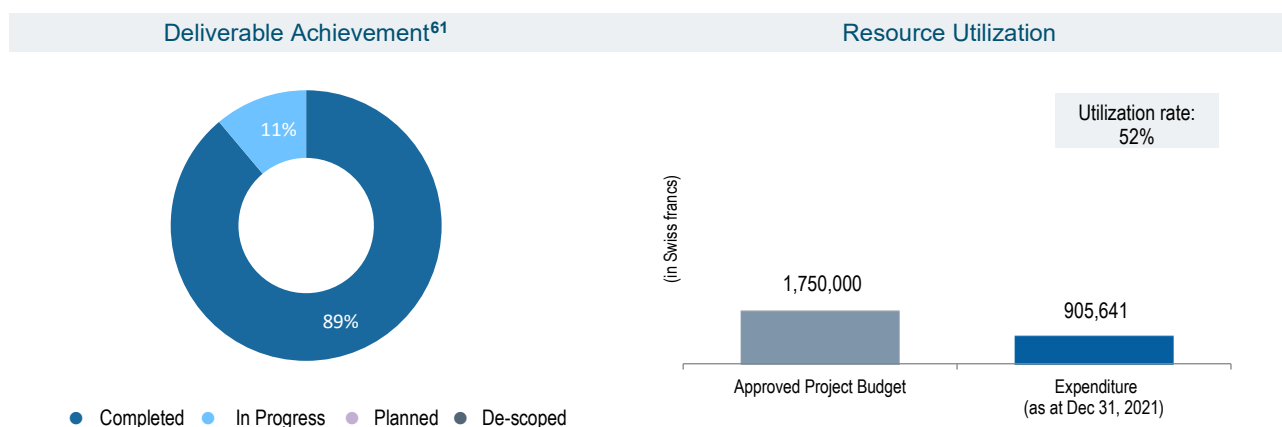 Deliverable Achievement61
Resource Utilization
11%
89%
Completed
In Progress
Planned
De-scoped
Utilization rate:
52%
(in Swiss francs)
1,750,000
905,641
Approved Project Budget
Expenditure
(as at Dec 31, 2021)